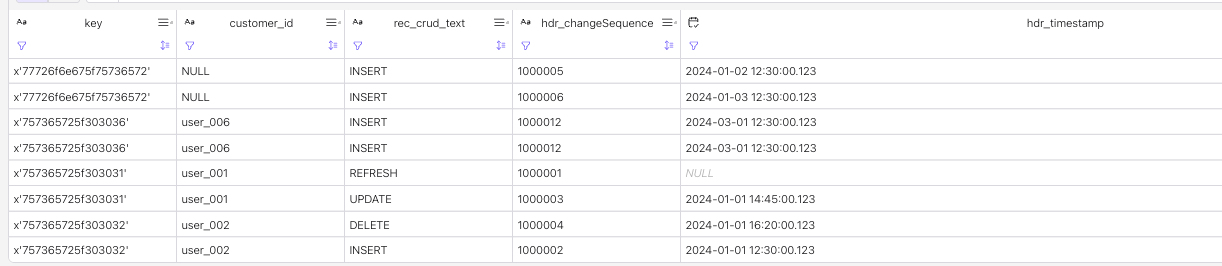 Aa key Aa customer_id Aa rec_crud_text Aa hdr_changeSequence hdr_timestamp
x'77726f6e675f75736572' NULL INSERT 1000005 2024-01-02 12:30:00.123
x'77726f6e675f75736572' NULL INSERT 1000006 2024-01-03 12:30:00.123
x'757365725f303036' user_006 INSERT 1000012 2024-03-01 12:30:00.123
x'757365725f303036' user_006 INSERT 1000012 2024-03-01 12:30:00.123
x'757365725f303031' user_001 REFRESH 1000001 NULL
x'757365725f303031' user_001 UPDATE 1000003 2024-01-01 14:45:00.123
x'757365725f303032' user_002 DELETE 1000004 2024-01-01 16:20:00.123
x'757365725f303032' user_002 INSERT 1000002 2024-01-01 12:30:00.123